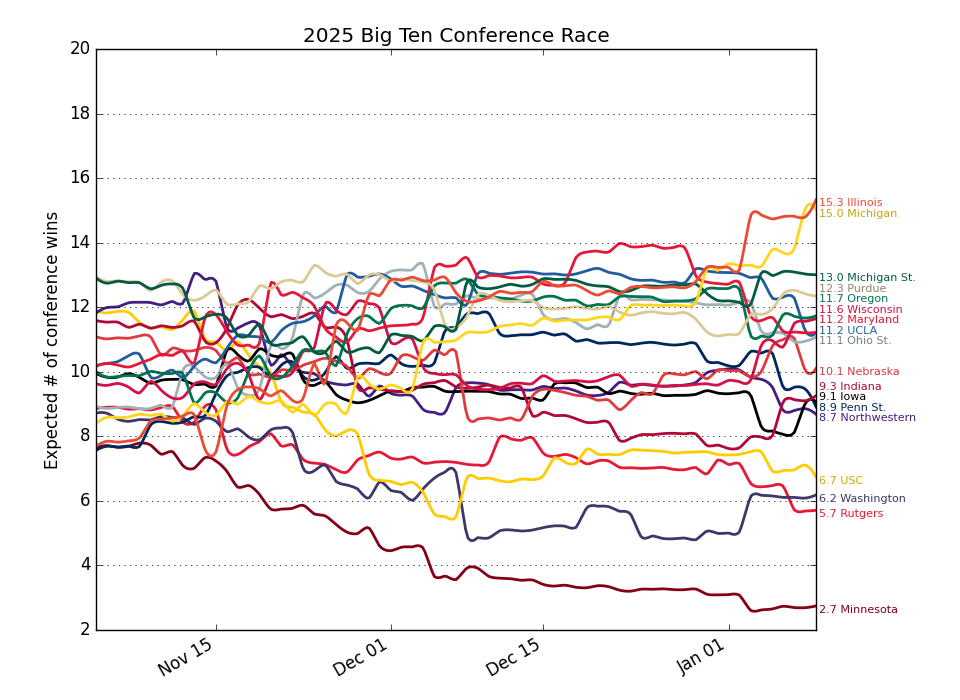 2025 Big Ten Conference Race
Expected # of conference wins
20
18
16
14
12
10
8
6
4
2
Nov 15
Dec 01
Dec 15
Jan 01
15.3 Illinois
15.0 Michigan
13.0 Michigan St.
12.3 Purdue
11.7 Oregon
11.6 Wisconsin
11.2 Maryland
11.2 UCLA
11.1 Ohio St.
10.1 Nebraska
9.3 Indiana
9.1 Iowa
8.9 Penn St.
8.7 Northwestern
6.7 USC
6.2 Washington
5.7 Rutgers
2.7 Minnesota